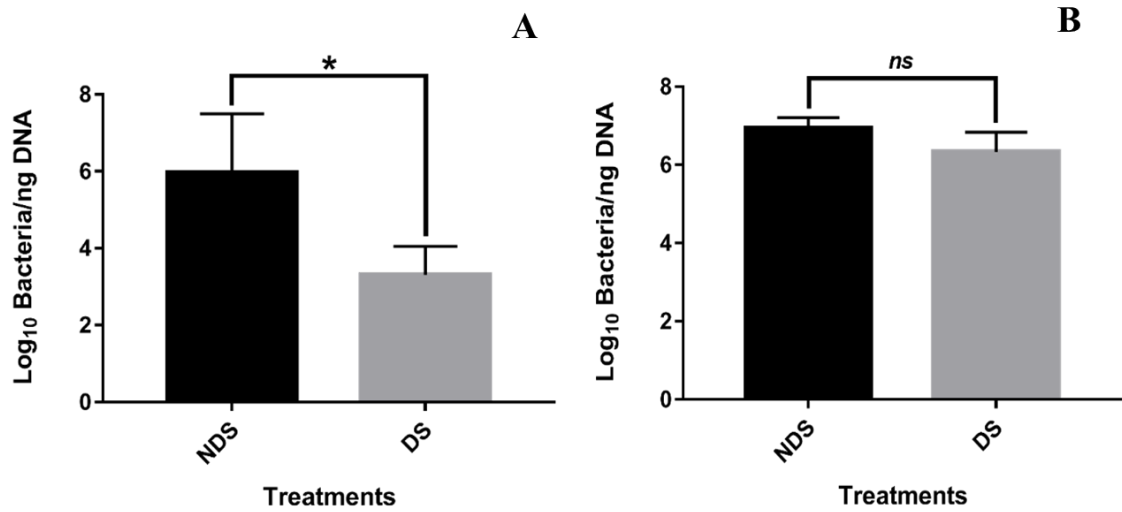 A
*
Log₁₀ Bacteria/ng DNA
8
6
4
2
0
NDS
DS
Treatments
B
ns
Log₁₀ Bacteria/ng DNA
8
6
4
2
0
NDS
DS
Treatments